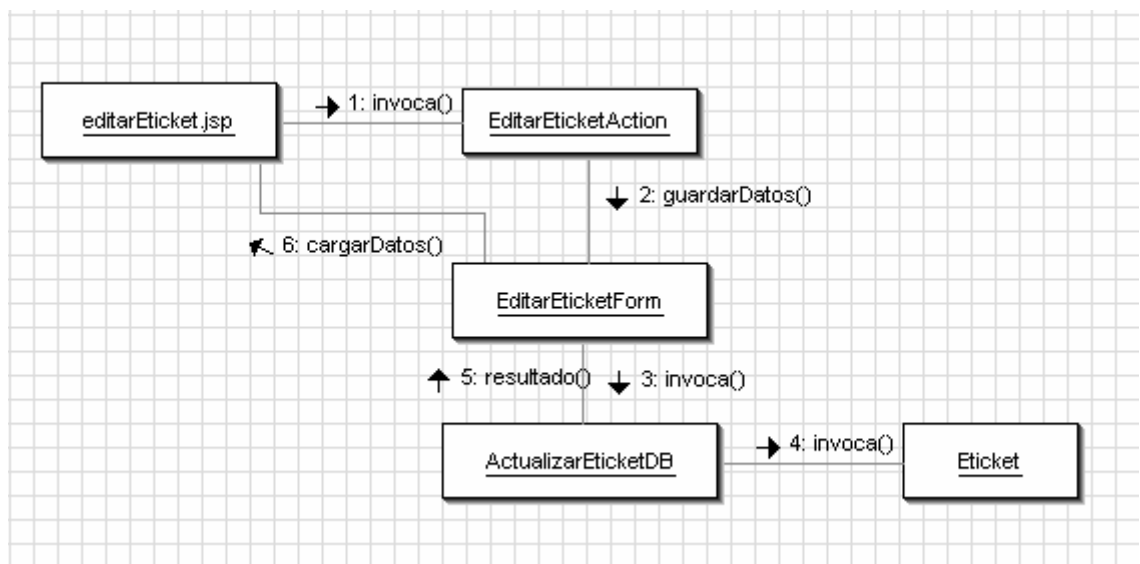 editarEticket.jsp
1: invoca()
EditarEticketAction
2: guardarDatos()
6: cargarDatos()
EditarEticketForm
5: resultado()
3: invoca()
ActualizarEticketDB
4: invoca()
Eticket